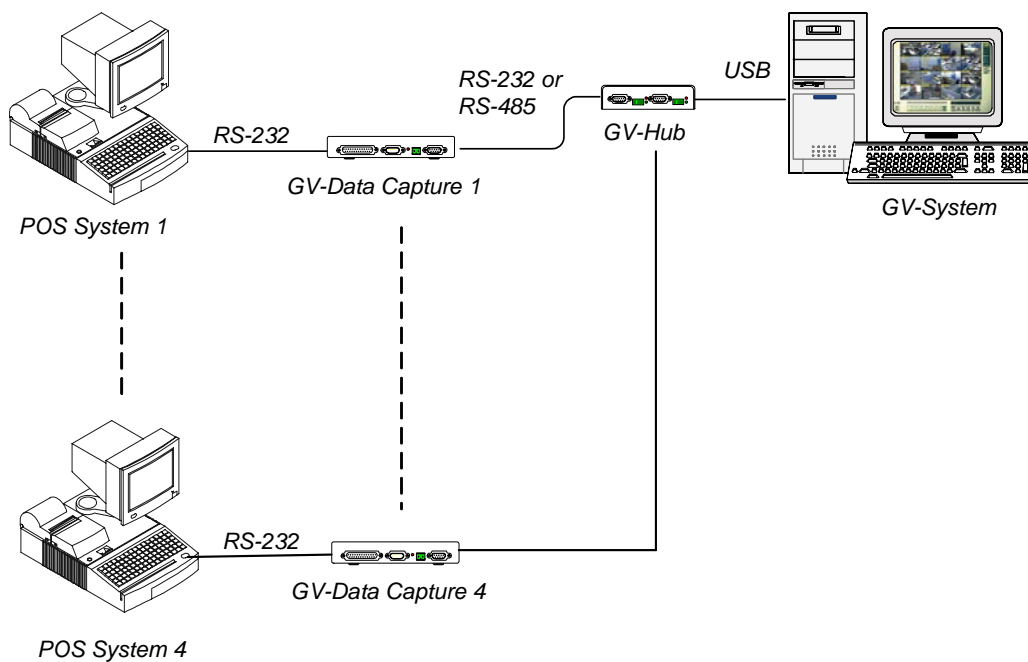 RS-232 or
RS-485
USB
RS-232
GV-Hub
GV-Data Capture 1
POS System 1
GV-System
RS-232
GV-Data Capture 4
POS System 4